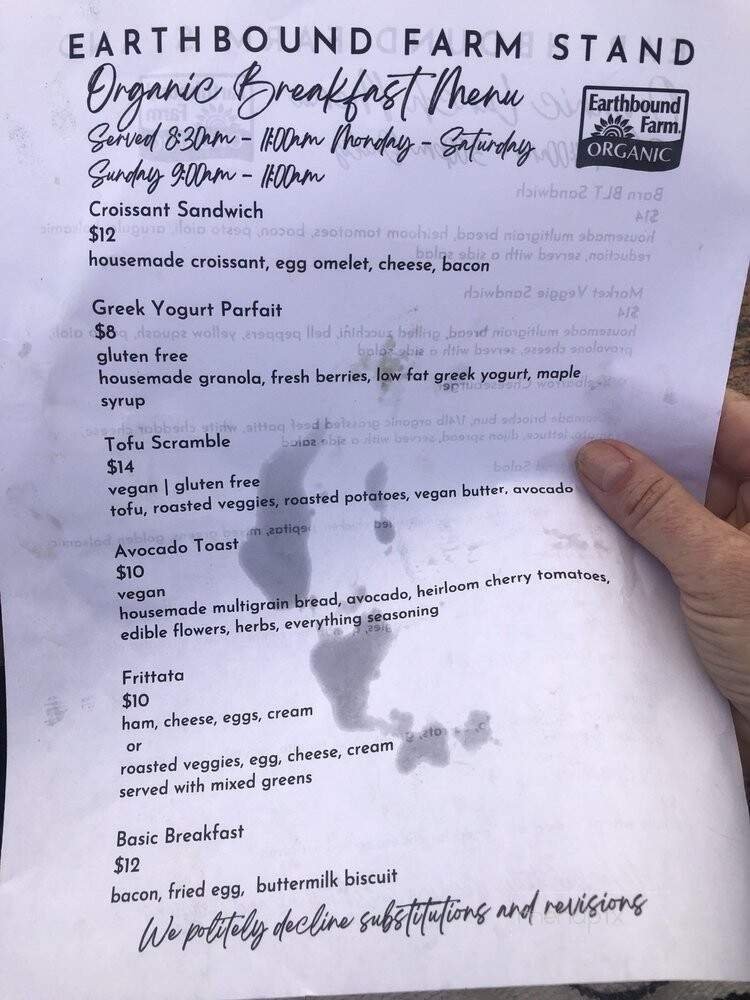 EARTHBOUND FARM STAND
Organic Breakfast Menu
Served 8:30am - 11:00am Monday - Saturday
Sunday 9:00am - 11:00am
Earthbound
Farm.
ORGANIC
Croissant Sandwich
$12
housemade croissant, egg omelet, cheese, bacon
Greek Yogurt Parfait
$8
gluten free
housemade granola, fresh berries, low fat greek yogurt, maple
syrup
Tofu Scramble
$14
vegan | gluten free
tofu, roasted veggies, roasted potatoes, vegan butter, avocado
Avocado Toast
$10
vegan
housemade multigrain bread, avocado, heirloom cherry tomatoes,
edible flowers, herbs, everything seasoning
Frittata
$10
ham, cheese, eggs, cream
or
roasted veggies, egg, cheese, cream
served with mixed greens
Basic Breakfast
$12
bacon, fried egg, buttermilk biscuit
We politely decline substitutions and revisions